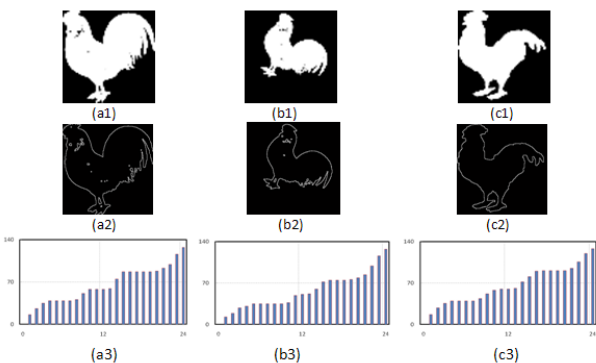 (a1) (b1) (c1)
(a2) (b2) (c2)
140 140 140
70 70 70
0 0 0
0 12 24 0 12 24 0 12 24
(a3) (b3) (c3)